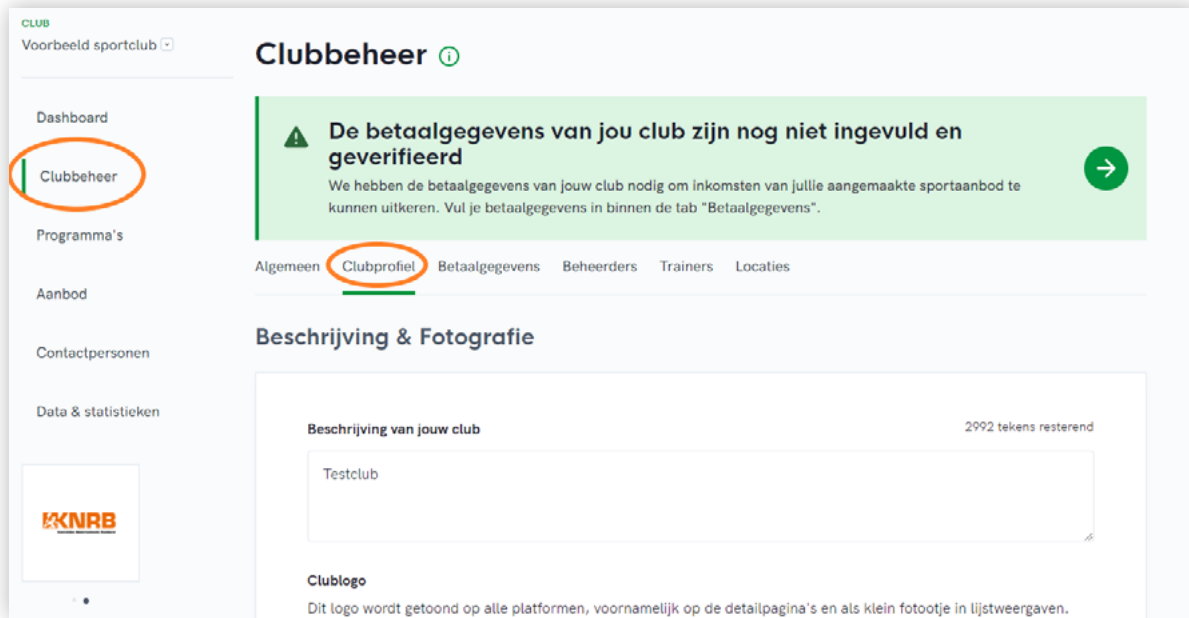 CLUB
Voorbeeld sportclub
Clubbeheer
De betaalgegevens van jou club zijn nog niet ingevuld en
geverifieerd
We hebben de betaalgegevens van jouw club nodig om inkomsten van jullie aangemaakte sportaanbod te
kunnen uitkeren. Vul je betaalgegevens in binnen de tab "Betaalgegevens".
Dashboard
Clubbeheer
Programma's
Aanbod
Contactpersonen
Data & statistieken
KNRB
Algemeen Clubprofiel Betaalgegevens Beheerders Trainers Locaties
Beschrijving & Fotografie
Beschrijving van jouw club 2992 tekens resterend
Testclub
Clublogo
Dit logo wordt getoond op alle platformen, voornamelijk op de detailpagina's en als klein fotootje in lijstweergaven.